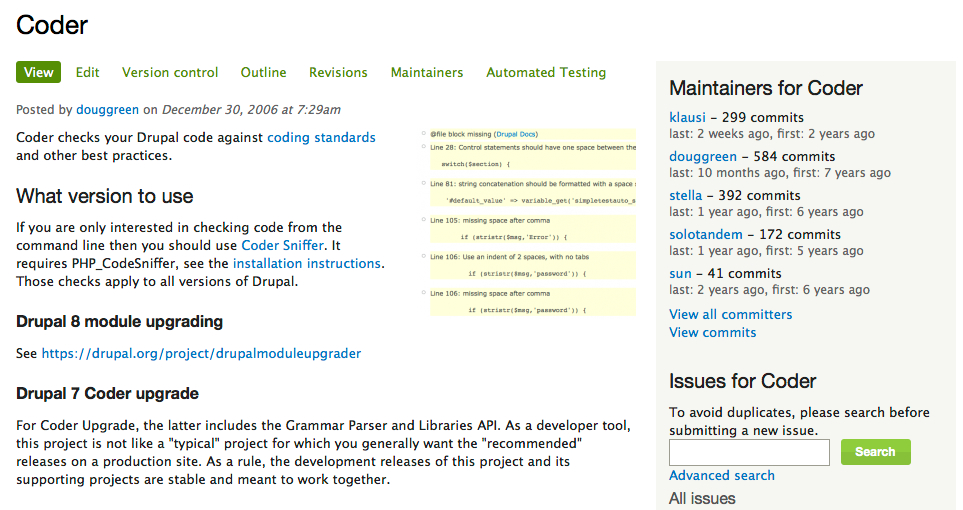 Coder
View Edit Version control Outline Revisions Maintainers Automated Testing
Posted by douggreen on December 30, 2006 at 7:29am
Coder checks your Drupal code against coding standards
and other best practices.
What version to use
If you are only interested in checking code from the
command line then you should use Coder Sniffer. It
requires PHP_CodeSniffer, see the installation instructions.
Those checks apply to all versions of Drupal.
@file block missing (Drupal Docs)
Line 28: Control statements should have one space between the
switch($section) {
Line 81: string concatenation should be formatted with a space s
'#default_value' => variable_get('simpletestauto_s
Line 105: missing space after comma
if (stristr($msg,'Error')) {
Line 106: Use an indent of 2 spaces, with no tabs
if (stristr($msg,'password')) {
Line 106: missing space after comma
if (stristr($msg,'password')) {
Drupal 8 module upgrading
See https://drupal.org/project/drupalmoduleupgrader
Drupal 7 Coder upgrade
For Coder Upgrade, the latter includes the Grammar Parser and Libraries API. As a developer tool,
this project is not like a "typical" project for which you generally want the "recommended"
releases on a production site. As a rule, the development releases of this project and its
supporting projects are stable and meant to work together.
Maintainers for Coder
klausi – 299 commits
last: 2 weeks ago, first: 2 years ago
douggreen – 584 commits
last: 10 months ago, first: 7 years ago
stella – 392 commits
last: 1 year ago, first: 6 years ago
solotandem – 172 commits
last: 1 year ago, first: 5 years ago
sun – 41 commits
last: 2 years ago, first: 6 years ago
View all committers
View commits
Issues for Coder
To avoid duplicates, please search before
submitting a new issue.
Search
Advanced search
All issues